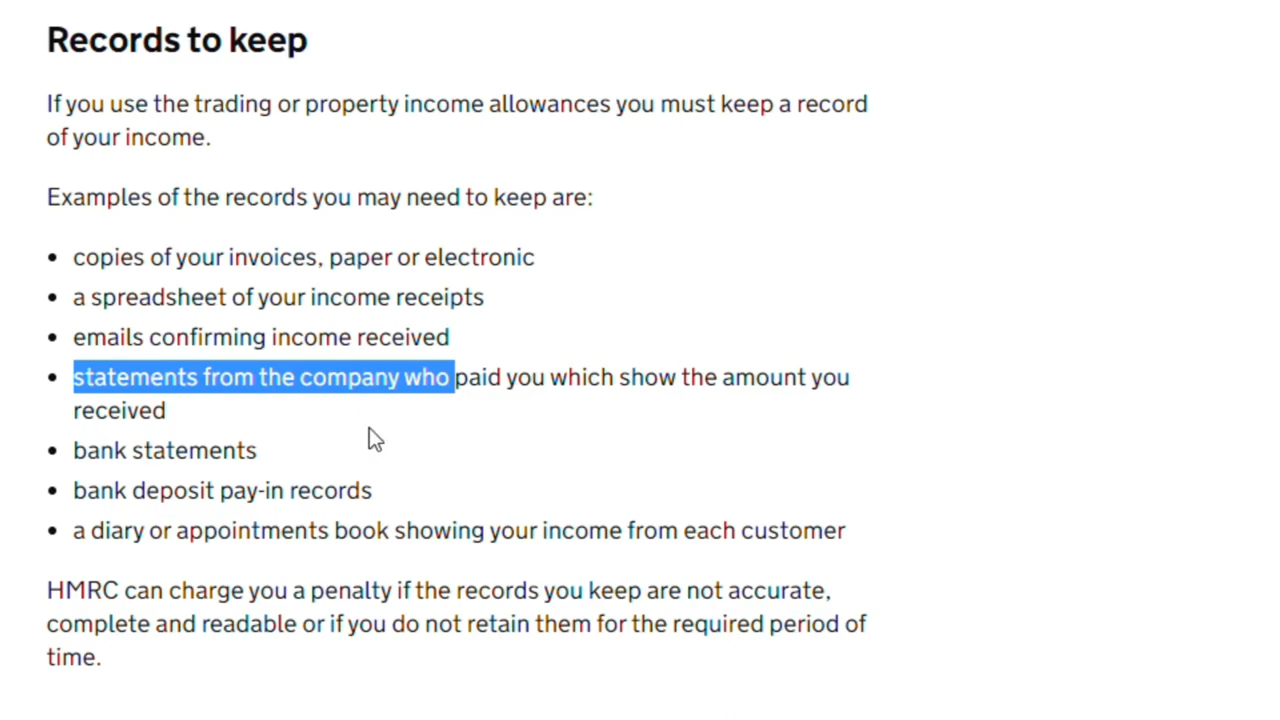 Records to keep
If you use the trading or property income allowances you must keep a record
of your income.
Examples of the records you may need to keep are:
• copies of your invoices, paper or electronic
• a spreadsheet of your income receipts
• emails confirming income received
• statements from the company who paid you which show the amount you
received
• bank statements
• bank deposit pay-in records
• a diary or appointments book showing your income from each customer
HMRC can charge you a penalty if the records you keep are not accurate,
complete and readable or if you do not retain them for the required period of
time.